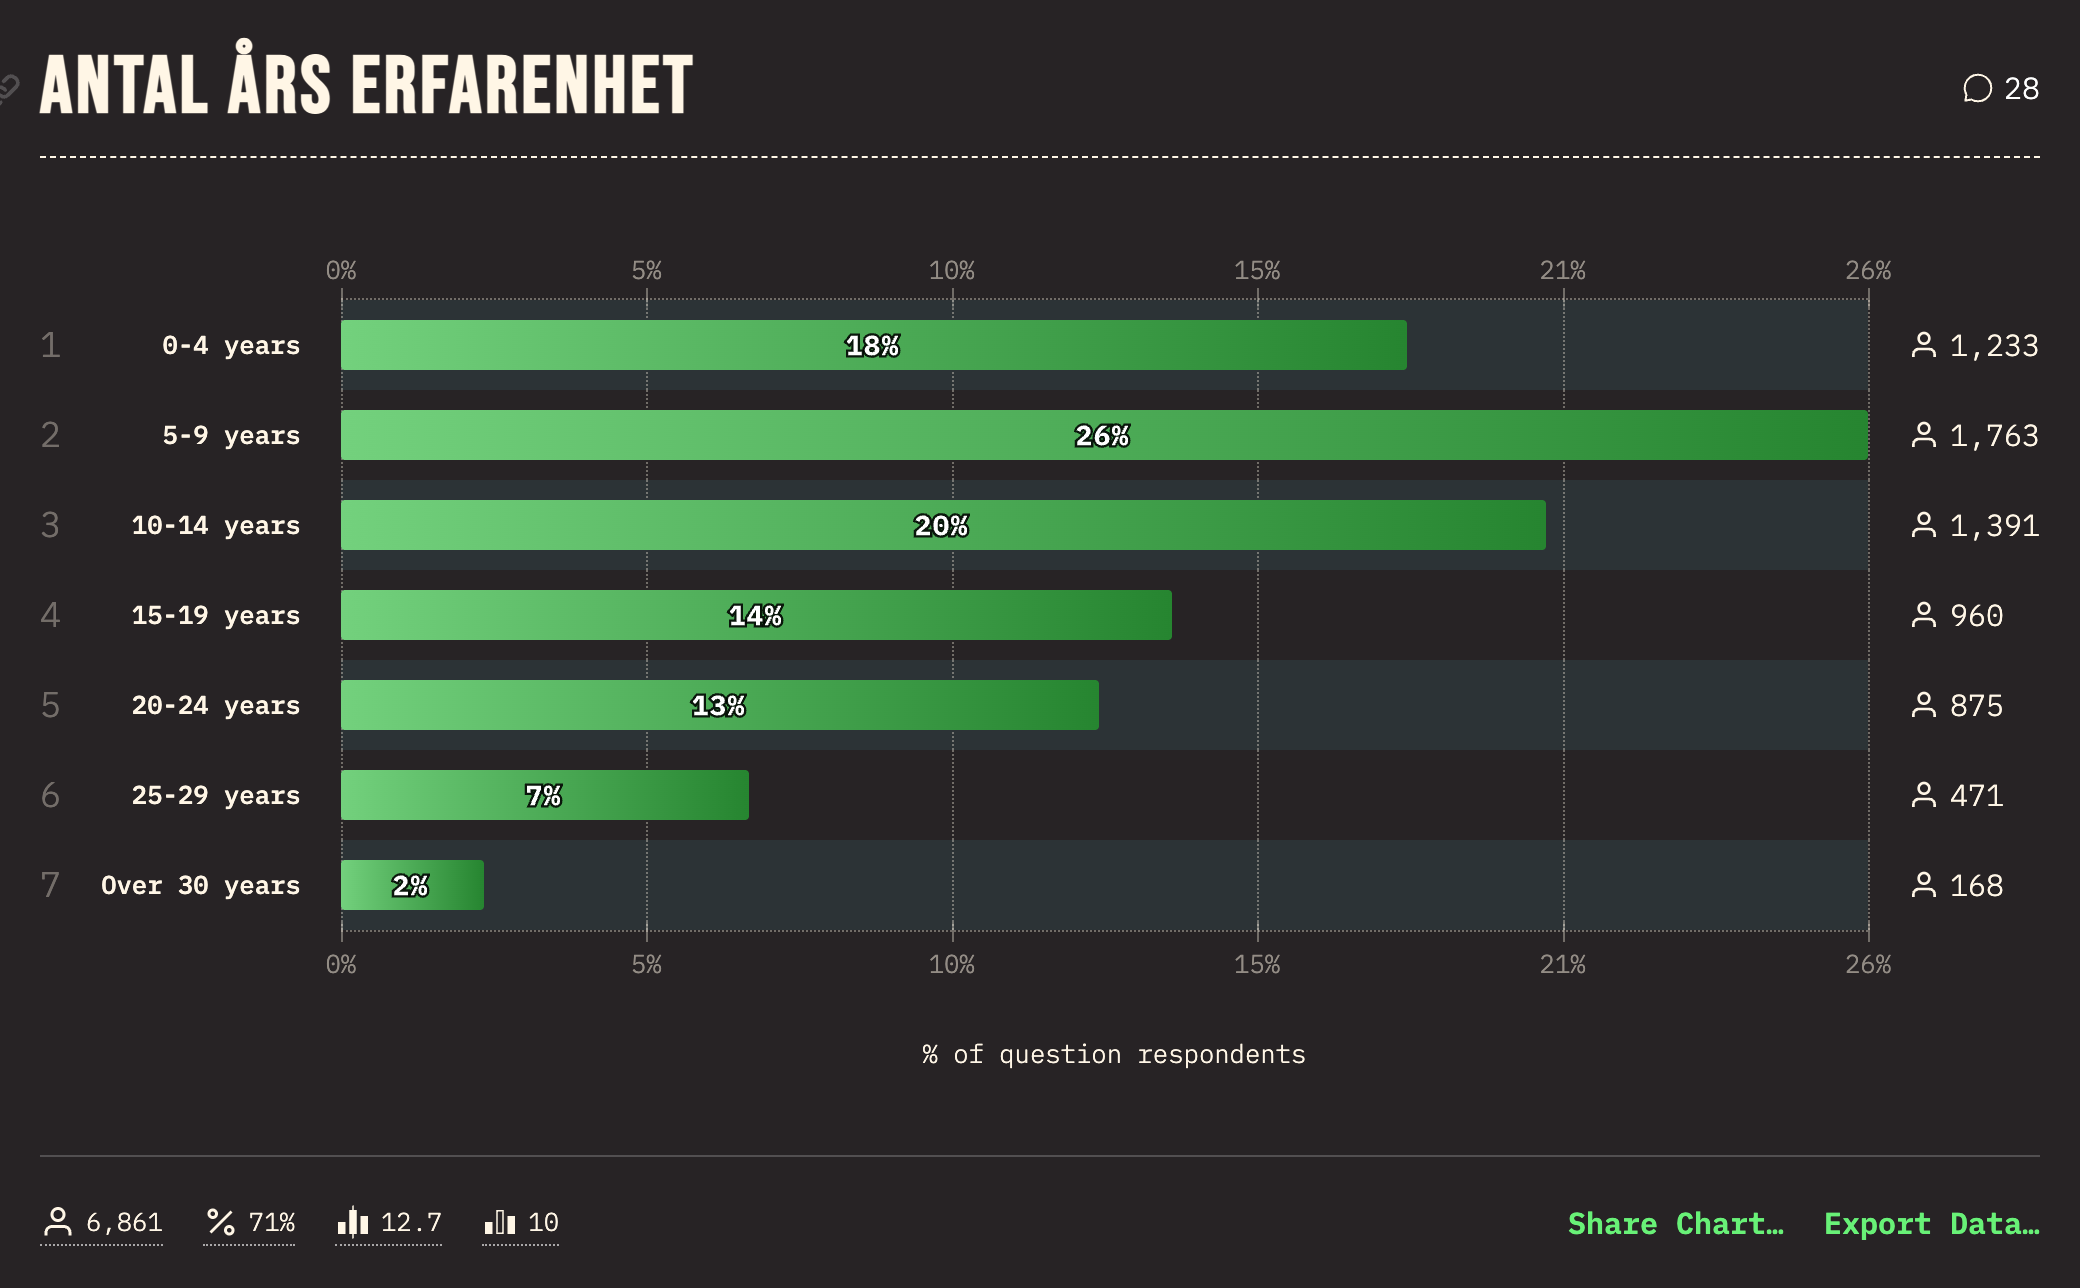 ANTAL ÅRS ERFARENHET
28
0% 5% 10% 15% 21% 26%
1 0-4 years 18% 1,233
2 5-9 years 26% 1,763
3 10-14 years 20% 1,391
4 15-19 years 14% 960
5 20-24 years 13% 875
6 25-29 years 7% 471
7 Over 30 years 2% 168
0% 5% 10% 15% 21% 26%
% of question respondents
6,861 71% 12.7 10 Share Chart… Export Data…